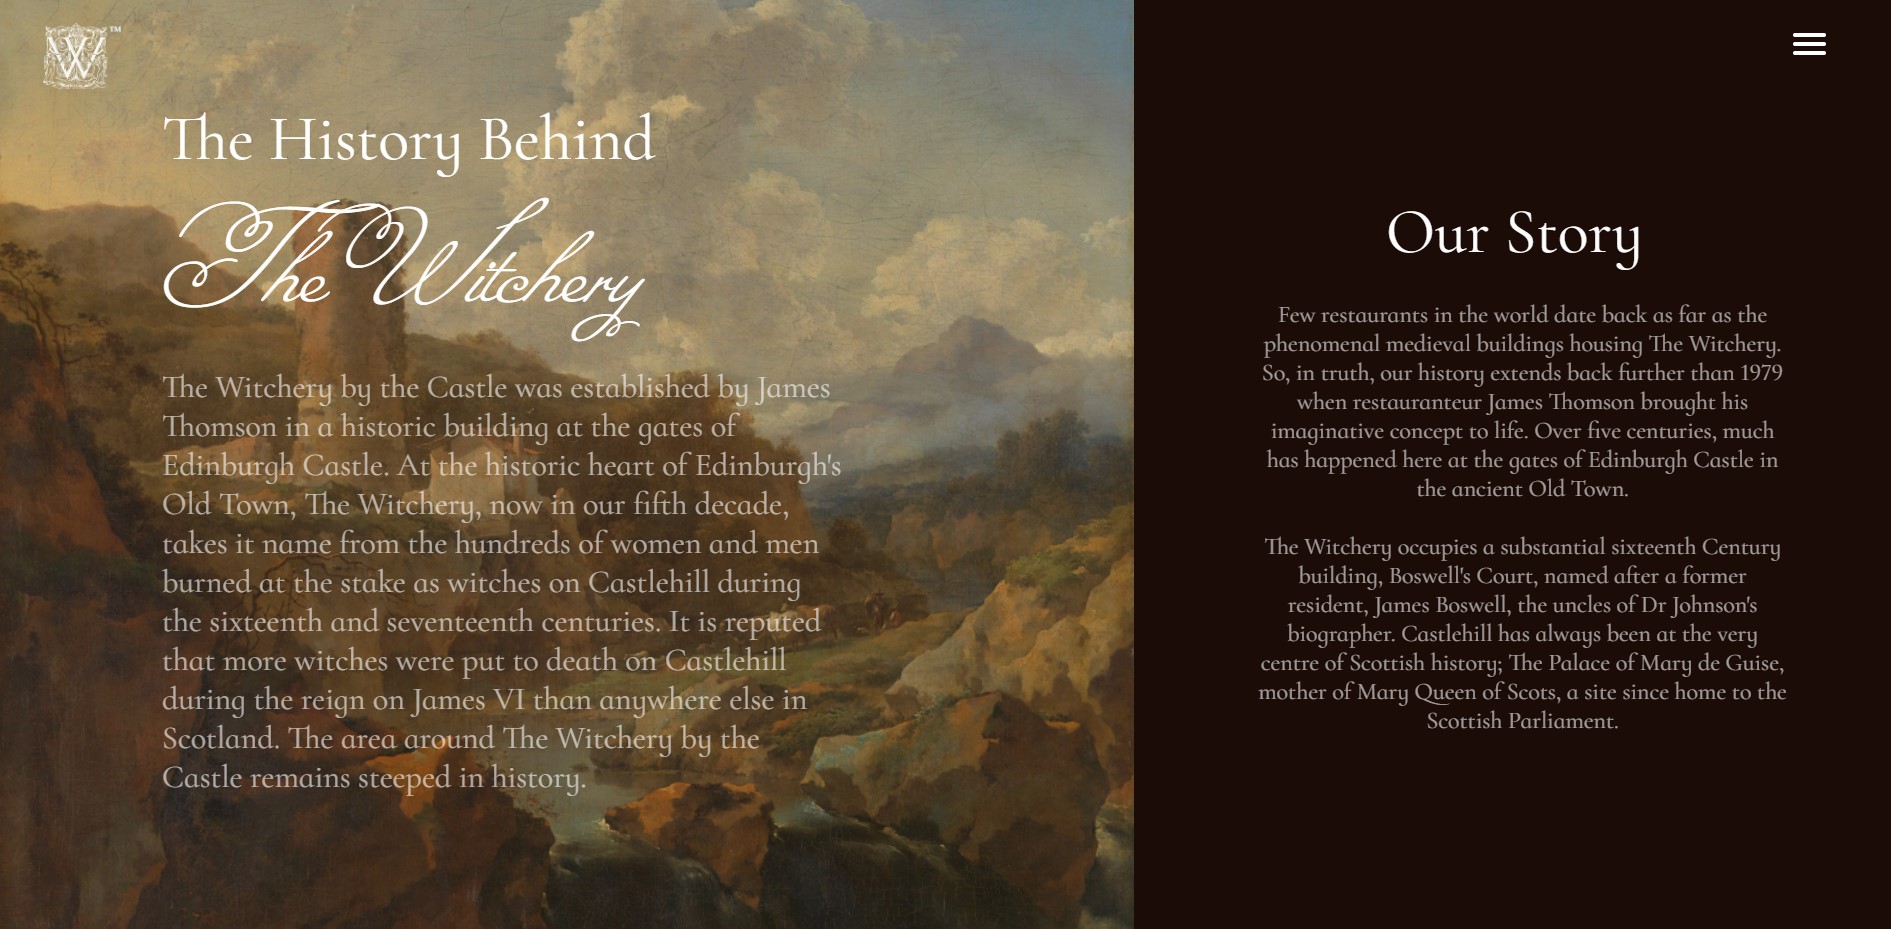 W™
The History Behind
The Witchery
The Witchery by the Castle was established by James
Thomson in a historic building at the gates of
Edinburgh Castle. At the historic heart of Edinburgh's
Old Town, The Witchery, now in our fifth decade,
takes it name from the hundreds of women and men
burned at the stake as witches on Castlehill during
the sixteenth and seventeenth centuries. It is reputed
that more witches were put to death on Castlehill
during the reign on James VI than anywhere else in
Scotland. The area around The Witchery by the
Castle remains steeped in history.
Our Story
Few restaurants in the world date back as far as the
phenomenal medieval buildings housing The Witchery.
So, in truth, our history extends back further than 1979
when restauranteur James Thomson brought his
imaginative concept to life. Over five centuries, much
has happened here at the gates of Edinburgh Castle in
the ancient Old Town.
The Witchery occupies a substantial sixteenth Century
building, Boswell's Court, named after a former
resident, James Boswell, the uncles of Dr Johnson's
biographer. Castlehill has always been at the very
centre of Scottish history; The Palace of Mary de Guise,
mother of Mary Queen of Scots, a site since home to the
Scottish Parliament.